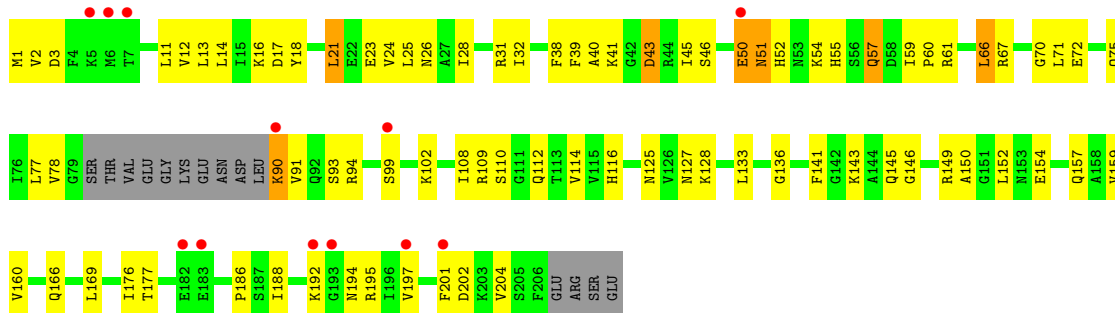 M1 V2 D3 F4 K5 M6 T7 L11 V12 L13 L14 I15 K16 D17 Y18 L21 E22 E23 V24 L25 N26 A27 I28 R31 I32 F38 F39 A40 K41 G42 D43 R44 I45 S46 E50 N51 H52 N53 K54 H55 S56 Q57 D58 I59 P60 R61 L66 R67 G70 L71 E72 Q75
I76 L77 V78 G79 SER THR VAL GLU GLY LYS GLU ASN ASP LEU K90 V91 Q92 S93 R94 S99 K102 I108 R109 S110 G111 Q112 T113 V114 V115 H116 N125 V126 N127 K128 L133 G136 F141 G142 K143 A144 Q145 G146 R149 A150 G151 L152 N153 E154 Q157 A158 V159
V160 Q166 L169 I176 T177 E182 E183 P186 S187 I188 K192 G193 N194 R195 I196 V197 F201 D202 K203 V204 S205 F206 GLU ARG SER GLU